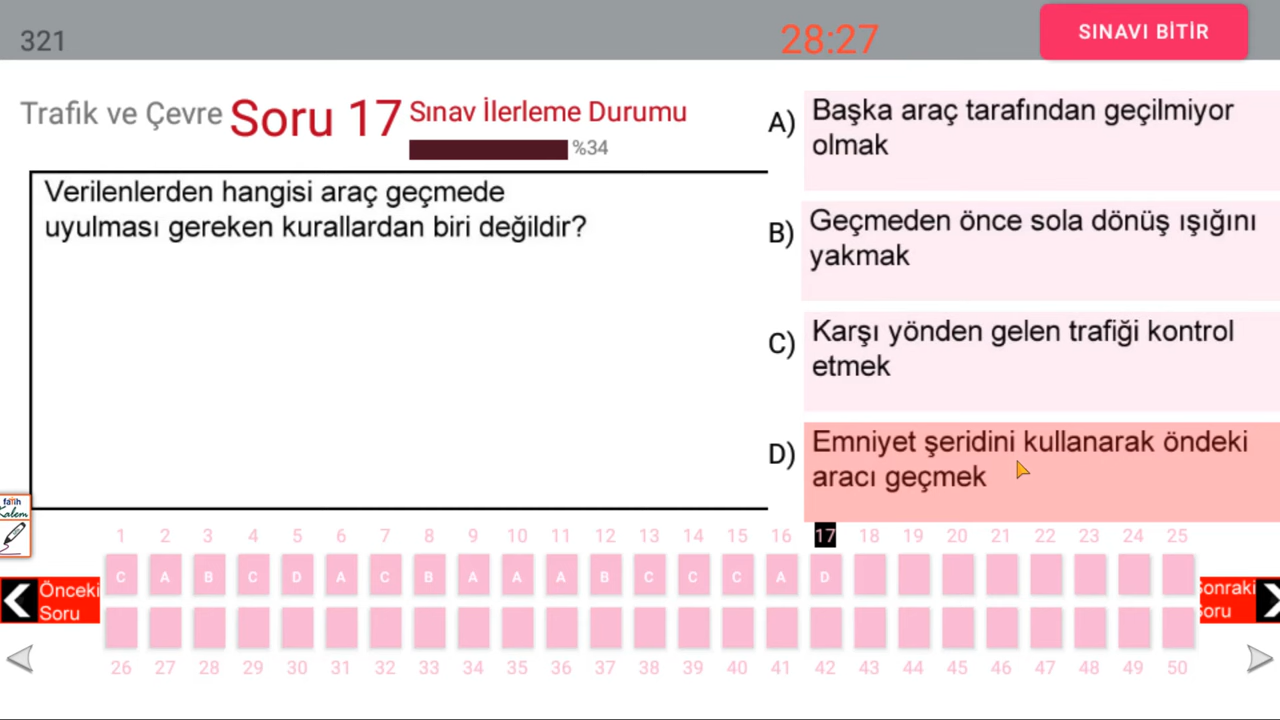 321
28:27
SINAVI BİTİR
Trafik ve Çevre
Soru 17
Sınav İlerleme Durumu
%34
Verilenlerden hangisi araç geçmede
uyulması gereken kurallardan biri değildir?
A)
Başka araç tarafından geçilmiyor
olmak
B)
Geçmeden önce sola dönüş ışığını
yakmak
C)
Karşı yönden gelen trafiği kontrol
etmek
D)
Emniyet şeridini kullanarak öndeki
aracı geçmek
fatih
Kalem
Önceki
Soru
1 2 3 4 5 6 7 8 9 10 11 12 13 14 15 16 17 18 19 20 21 22 23 24 25
C A B C D A C B A A A B C C C A D
26 27 28 29 30 31 32 33 34 35 36 37 38 39 40 41 42 43 44 45 46 47 48 49 50
Sonraki
Soru